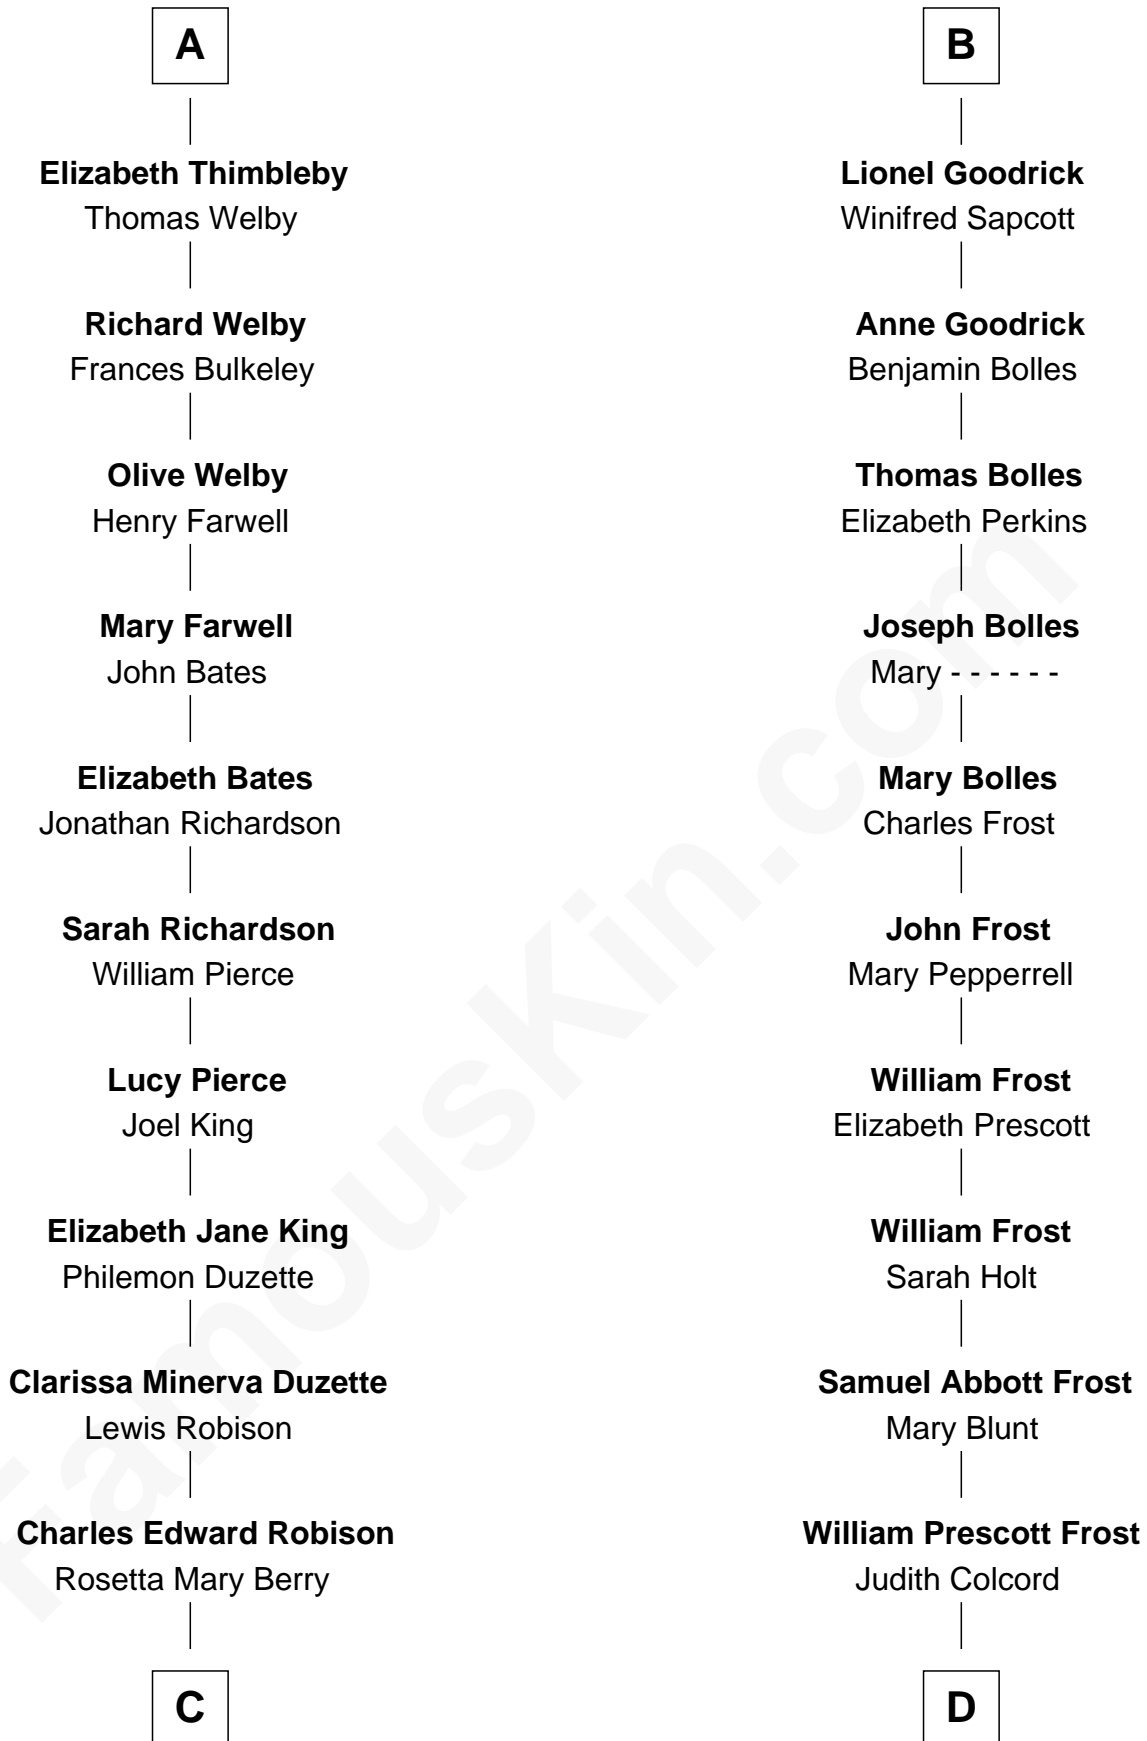 A
Elizabeth Thimbleby
Thomas Welby
Richard Welby
Frances Bulkeley
Olive Welby
Henry Farwell
Mary Farwell
John Bates
Elizabeth Bates
Jonathan Richardson
Sarah Richardson
William Pierce
Lucy Pierce
Joel King
Elizabeth Jane King
Philemon Duzette
Clarissa Minerva Duzette
Lewis Robison
Charles Edward Robison
Rosetta Mary Berry
C
B
Lionel Goodrick
Winifred Sapcott
Anne Goodrick
Benjamin Bolles
Thomas Bolles
Elizabeth Perkins
Joseph Bolles
Mary - - - - - -
Mary Bolles
Charles Frost
John Frost
Mary Pepperrell
William Frost
Elizabeth Prescott
William Frost
Sarah Holt
Samuel Abbott Frost
Mary Blunt
William Prescott Frost
Judith Colcord
D
FamousKin.com